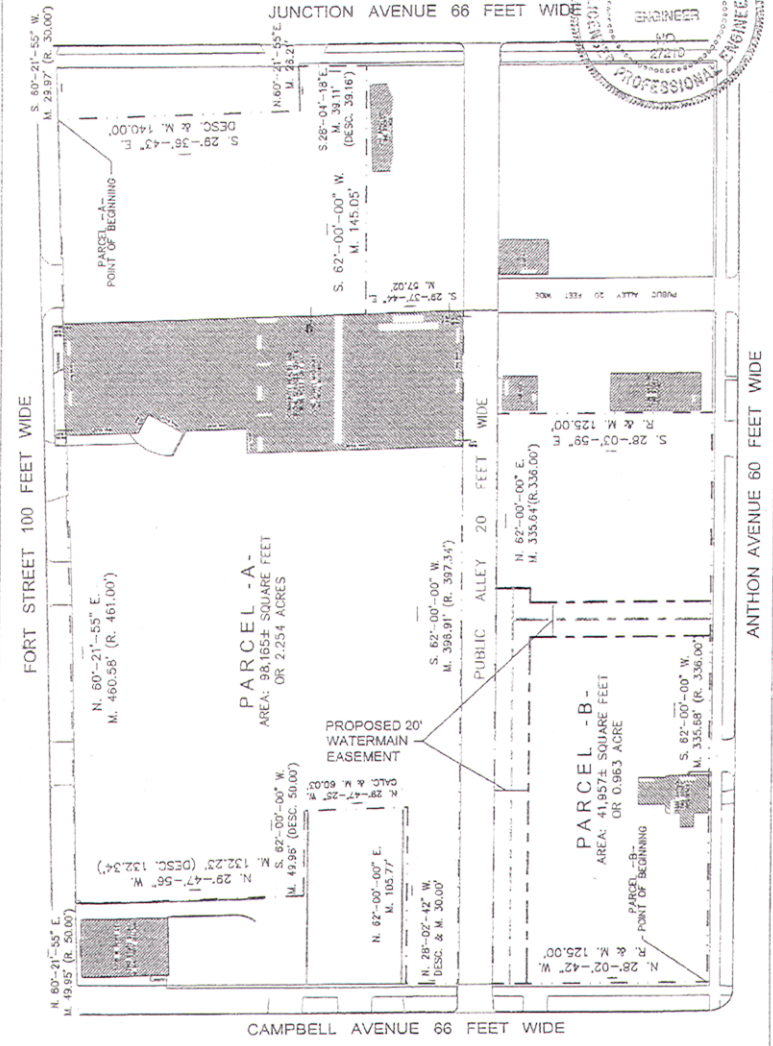 JUNCTION AVENUE 66 FEET WIDE
ENGINEER
NO.
27210
PROFESSIONAL ENGINEER
S. 60°-21'-55" W.
M. 29.97' (R. 30.00')
N.60°-21'-55"E.
M. 26.21'
S. 29°-36'-43" E.
DESC. & M. 140.00'
S.28°-04'-18"E.
M. 39.11'
(DESC. 39.16')
PARCEL -A-
POINT OF BEGINNING
S. 62°-00'-00" W.
M. 145.05'
S. 29°-37'-44" E.
M. 57.02'
PUBLIC ALLEY 20 FEET WIDE
FORT STREET 100 FEET WIDE
N. 60°-21'-55" E.
M. 460.58' (R. 461.00')
PARCEL -A-
AREA: 98,165± SQUARE FEET
OR 2.254 ACRES
S. 62°-00'-00" W.
M. 396.91' (R. 397.34')
PUBLIC ALLEY 20 FEET WIDE
N. 62°-00'-00" E.
M. 335.64'(R.336.00')
S. 28°-03'-59" E.
R. & M. 125.00'
ANTHON AVENUE 60 FEET WIDE
PROPOSED 20'
WATERMAIN
EASEMENT
N. 29°-47'-25" W.
CALC. & M. 60.03'
S. 62°-00'-00" W.
M. 49.96' (DESC. 50.00')
N. 29°-47'-56" W.
M. 132.23' (DESC. 132.34')
N. 60°-21'-55" E.
M. 49.95' (R. 50.00')
N. 62°-00'-00" E.
M. 105.77'
N. 28°-02'-42" W.
DESC. & M. 30.00'
PARCEL -B-
AREA: 41,957± SQUARE FEET
OR 0.963 ACRE
S. 62°-00'-00" W.
M. 335.68' (R. 336.00')
PARCEL -B-
POINT OF BEGINNING
N. 28°-02'-42" W.
R & M. 125.00'
CAMPBELL AVENUE 66 FEET WIDE